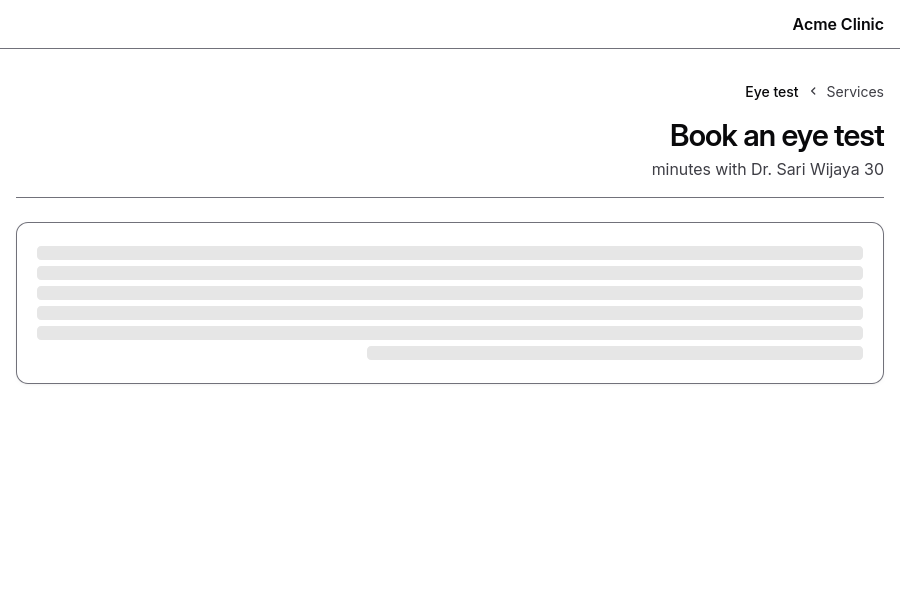 Acme Clinic
Eye test ‹ Services
Book an eye test
minutes with Dr. Sari Wijaya 30